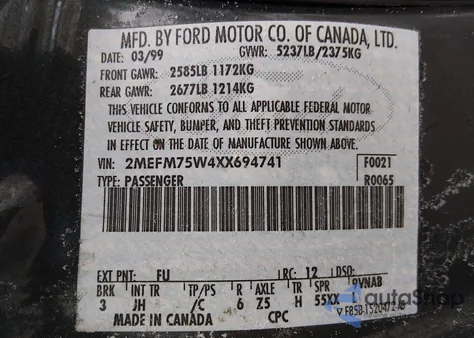 MFD. BY FORD MOTOR CO. OF CANADA, LTD.
DATE: 03/99 GVWR: 5237LB/2375KG
FRONT GAWR: 2585LB 1172KG
REAR GAWR: 2677LB 1214KG
THIS VEHICLE CONFORMS TO ALL APPLICABLE FEDERAL MOTOR
VEHICLE SAFETY, BUMPER, AND THEFT PREVENTION STANDARDS
IN EFFECT ON THE DATE OF MANUFACTURE SHOWN ABOVE.
VIN: 2MEFM75W4XX694741 F0021
TYPE: PASSENGER R0065
EXT PNT: FU RC: 12 DSO:
BRK INT TR TP/PS R AXLE TR SPR PVNAB
3 JH /C 6 Z5 H 55XX
autoSnap
MADE IN CANADA CPC